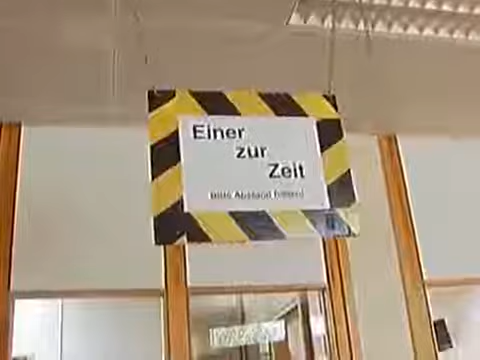 Einer
zur
Zeit
Bitte Abstand halten!